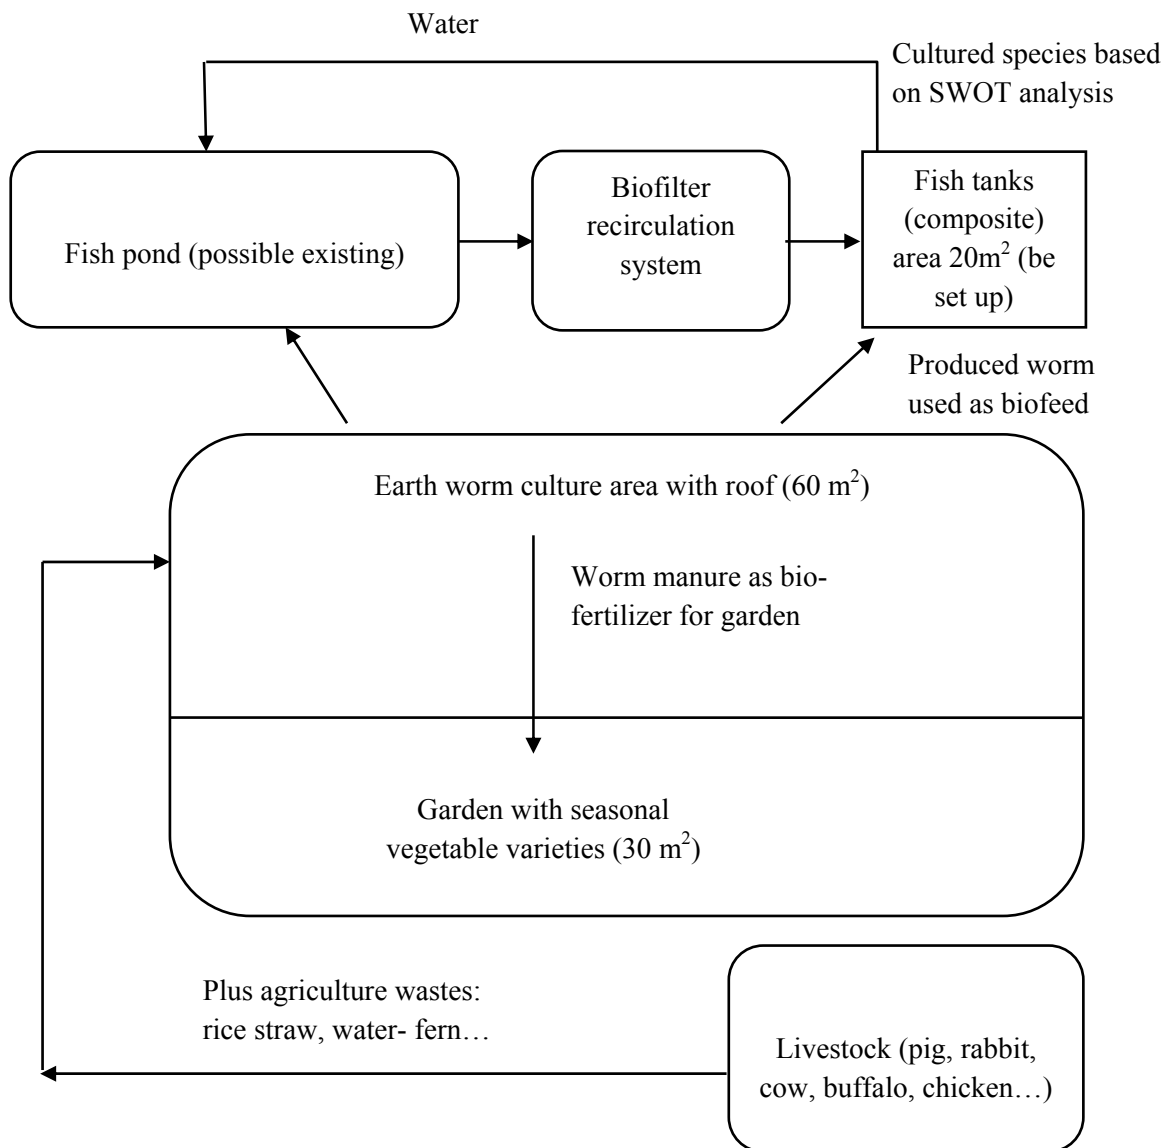 Water
Cultured species based
on SWOT analysis
Fish pond (possible existing)
Biofilter
recirculation
system
Fish tanks
(composite)
area 20m² (be
set up)
Produced worm
used as biofeed
Earth worm culture area with roof (60 m²)
Worm manure as bio-
fertilizer for garden
Garden with seasonal
vegetable varieties (30 m²)
Plus agriculture wastes:
rice straw, water- fern…
Livestock (pig, rabbit,
cow, buffalo, chicken…)